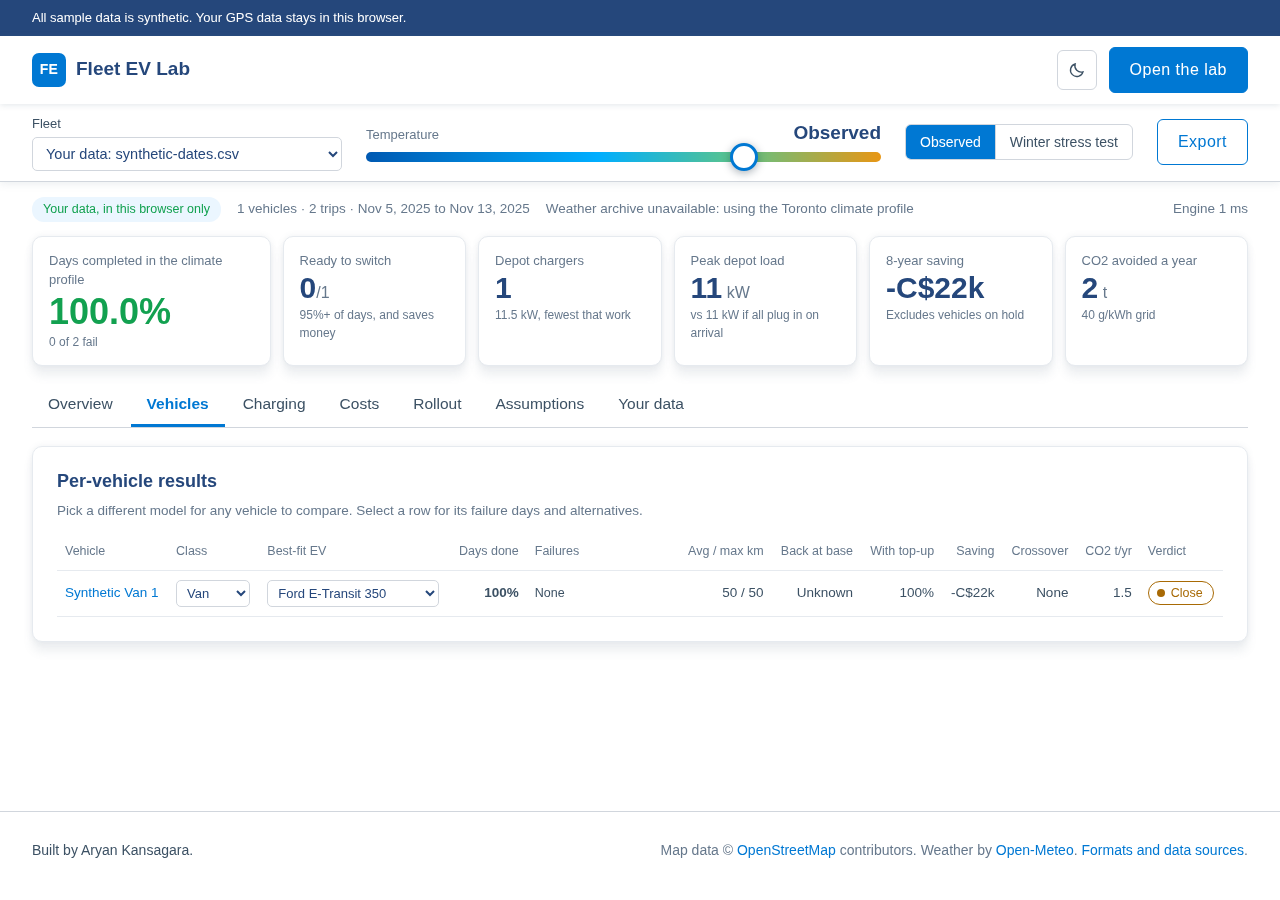 All sample data is synthetic. Your GPS data stays in this browser.
FE Fleet EV Lab
Open the lab
Fleet
Your data: synthetic-dates.csv
Temperature
Observed
Observed
Winter stress test
Export
Your data, in this browser only
1 vehicles · 2 trips · Nov 5, 2025 to Nov 13, 2025
Weather archive unavailable: using the Toronto climate profile
Engine 1 ms
Days completed in the climate
profile
100.0%
0 of 2 fail
Ready to switch
0/1
95%+ of days, and saves
money
Depot chargers
1
11.5 kW, fewest that work
Peak depot load
11 kW
vs 11 kW if all plug in on
arrival
8-year saving
-C$22k
Excludes vehicles on hold
CO2 avoided a year
2 t
40 g/kWh grid
Overview
Vehicles
Charging
Costs
Rollout
Assumptions
Your data
Per-vehicle results
Pick a different model for any vehicle to compare. Select a row for its failure days and alternatives.
Vehicle Class Best-fit EV Days done Failures Avg / max km Back at base With top-up Saving Crossover CO2 t/yr Verdict
Synthetic Van 1 Van Ford E-Transit 350 100% None 50 / 50 Unknown 100% -C$22k None 1.5 Close
Built by Aryan Kansagara.
Map data © OpenStreetMap contributors. Weather by Open-Meteo. Formats and data sources.